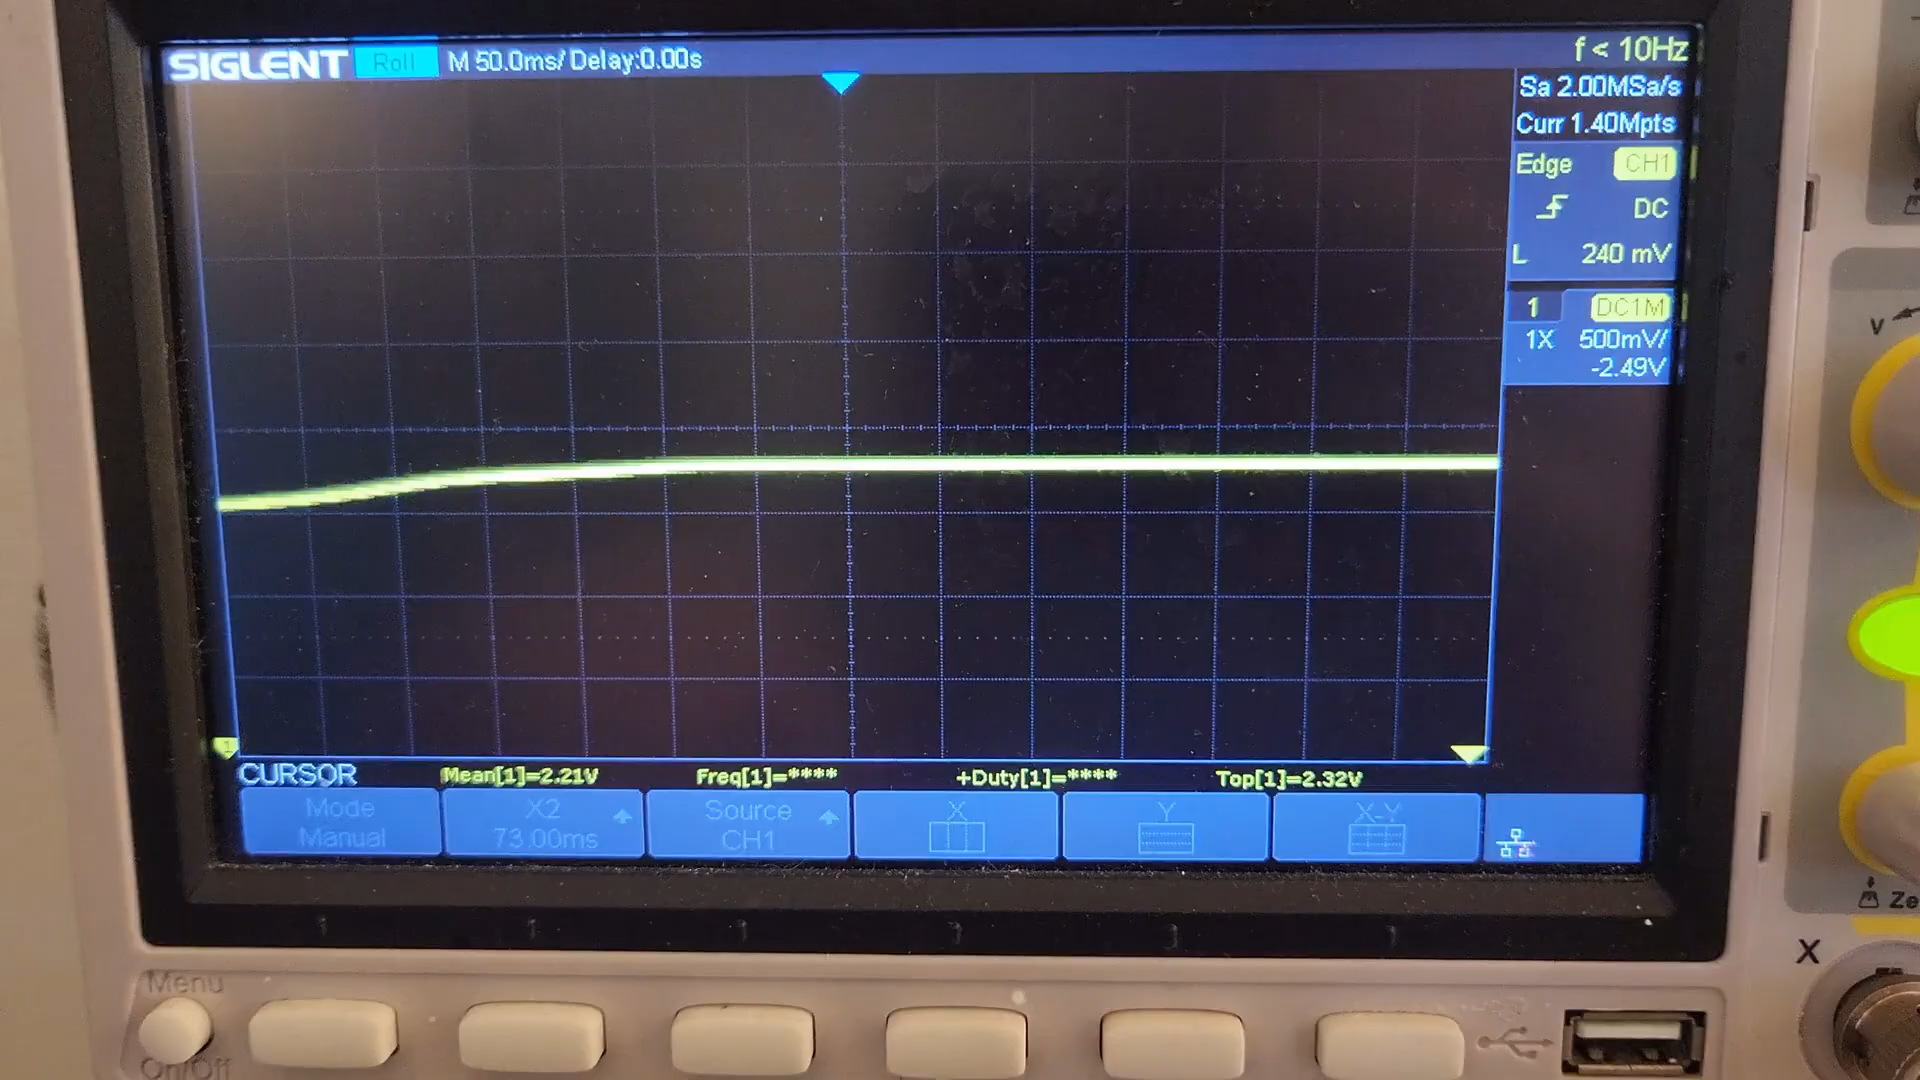 SIGLENT Roll M 50.0ms/ Delay:0.00s f < 10Hz
Sa 2.00MSa/s
Curr 1.40Mpts
Edge CH1
DC
L 240 mV
1 DC1M
1X 500mV/
-2.49V
V
1
CURSOR Mean[1]=2.21V Freq[1]=**** +Duty[1]=**** Top[1]=2.32V
Mode X2 Source X Y X-Y
Manual 73.00ms CH1
Ze
X
Menu
On/Off